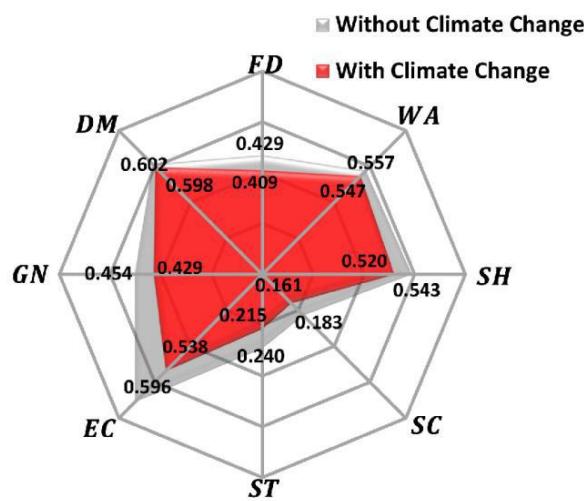 Without Climate Change
With Climate Change
FD
DM
WA
0.429
0.602
0.557
0.598
0.409
0.547
GN
0.454
0.429
0.520
SH
0.161
0.543
0.215
0.183
0.538
0.240
0.596
EC
SC
ST